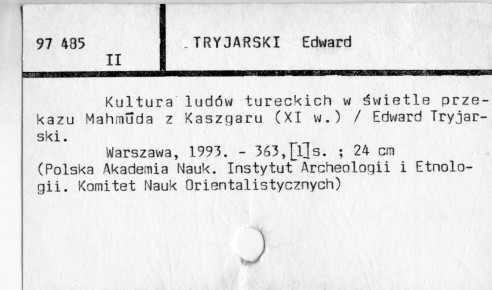 97 485
II
TRYJARSKI Edward
Kultura ludów tureckich w świetle prze-
kazu Mahmūda z Kaszgaru (XI w.) / Edward Tryjar-
ski.
Warszawa, 1993. - 363,[1]s. ; 24 cm
(Polska Akademia Nauk. Instytut Archeologii i Etnolo-
gii. Komitet Nauk Orientalistycznych)